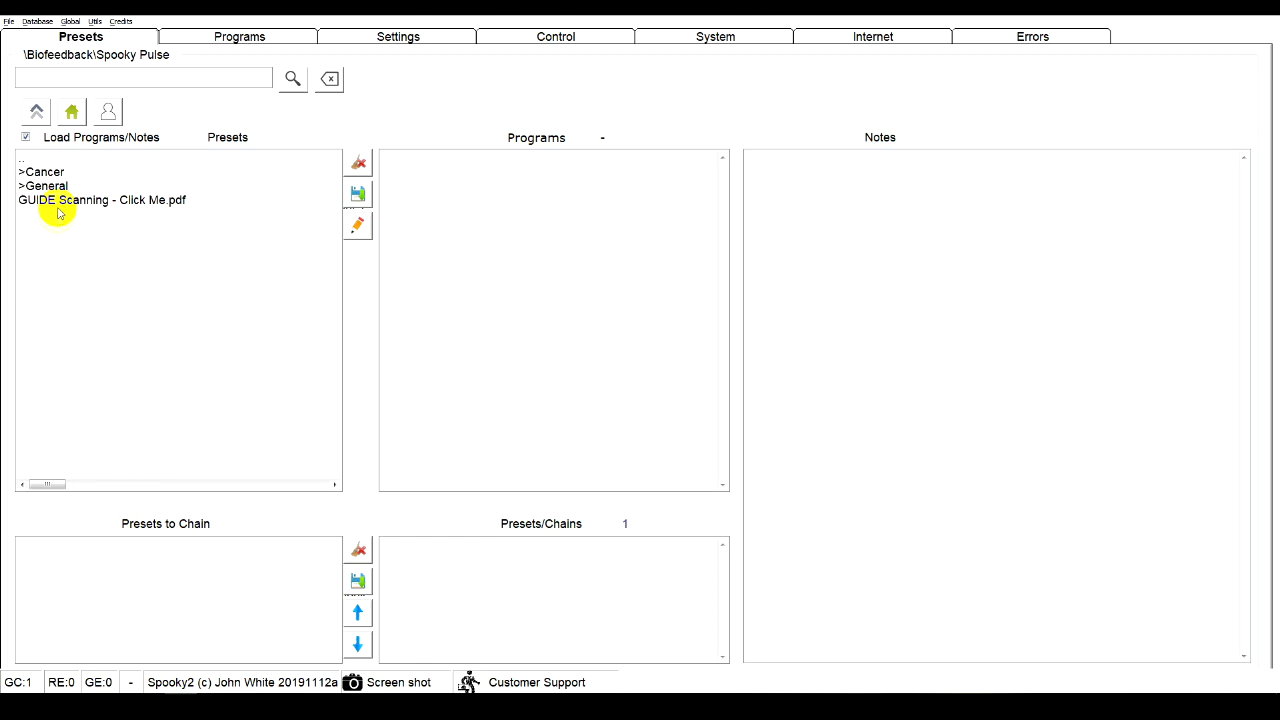 File Database Global Utils Credits
Presets Programs Settings Control System Internet Errors
\Biofeedback\Spooky Pulse
Load Programs/Notes Presets Programs - Notes
..
>Cancer
>General
GUIDE Scanning - Click Me.pdf
Presets to Chain Presets/Chains 1
GC:1 RE:0 GE:0 - Spooky2 (c) John White 20191112a Screen shot Customer Support